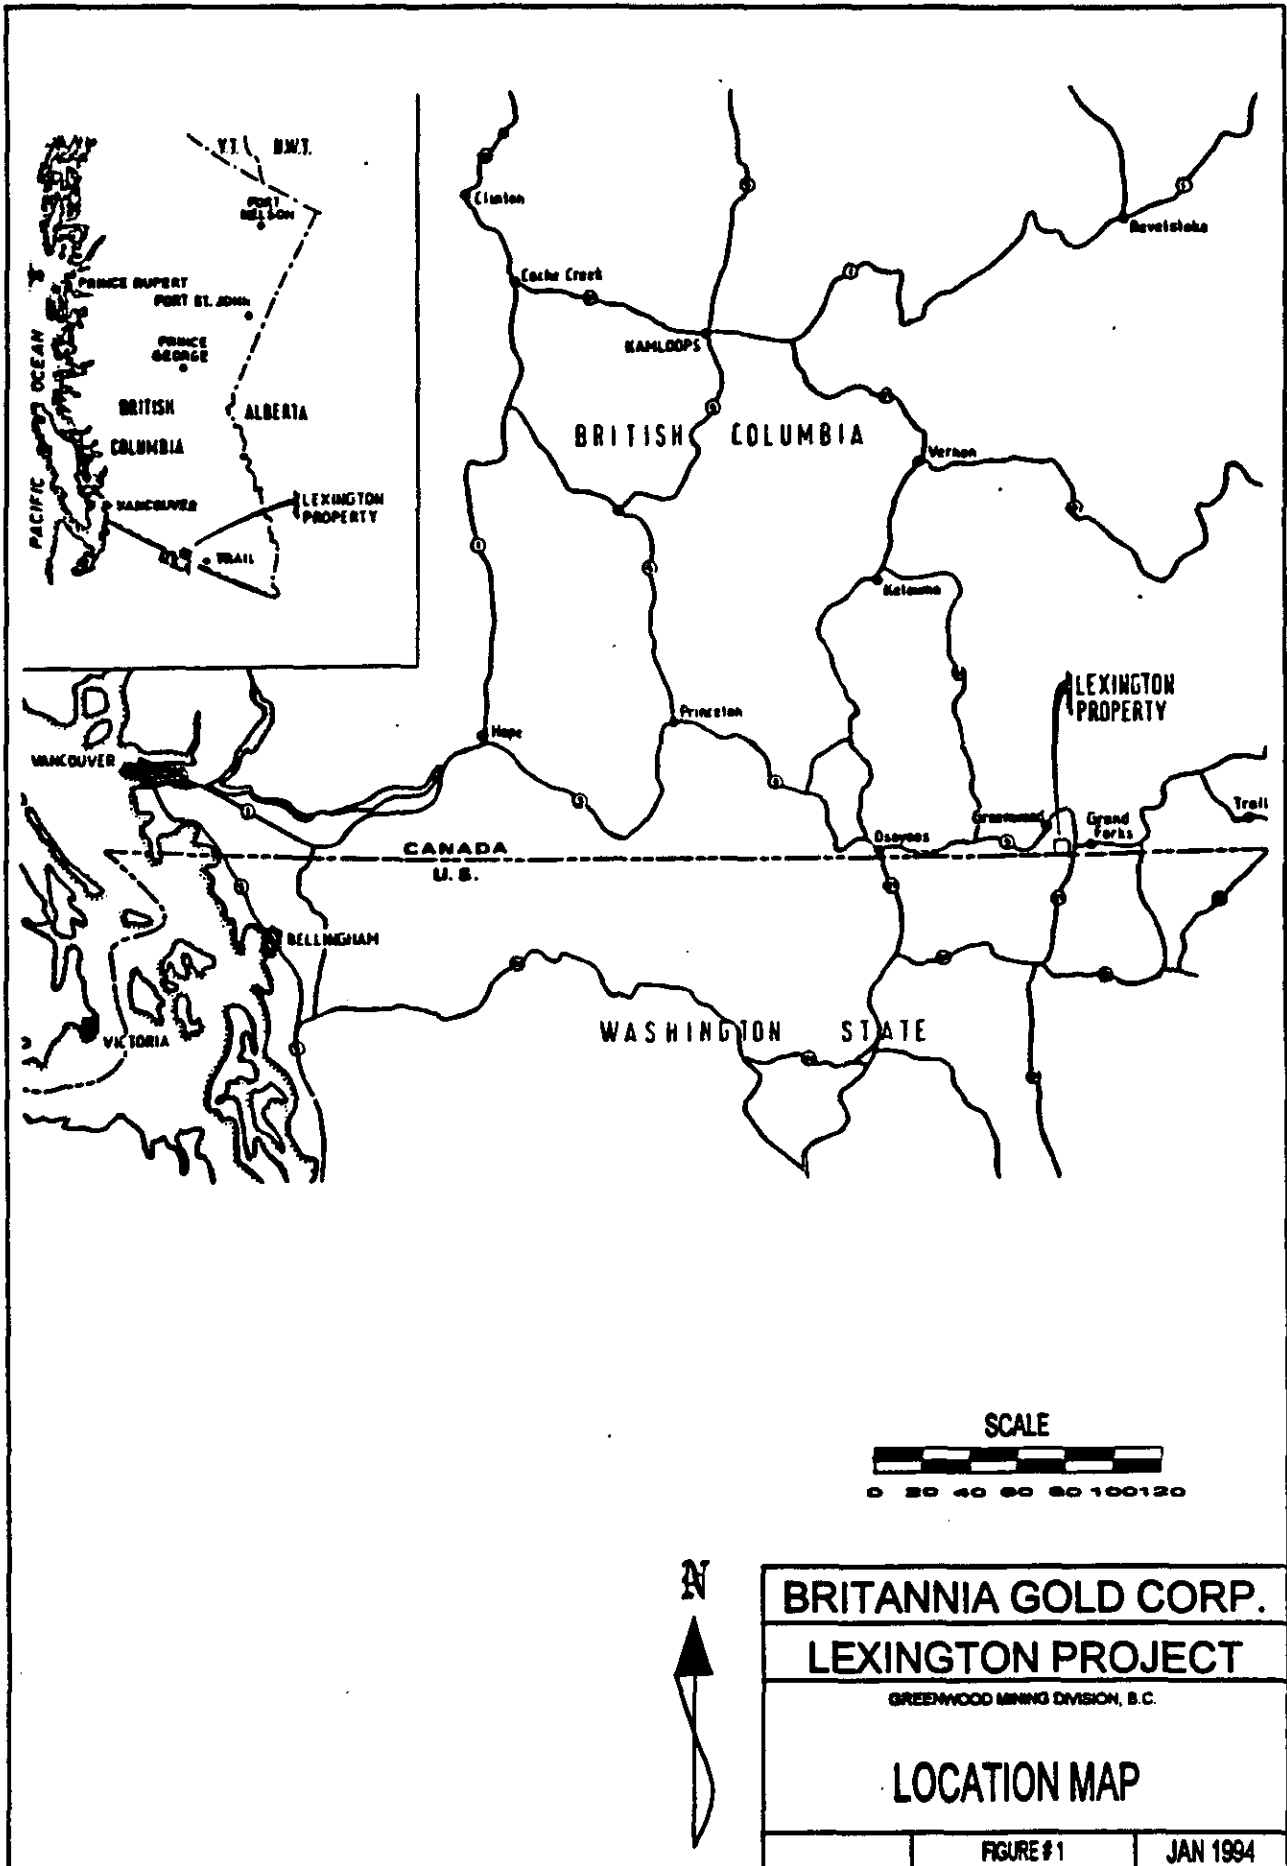 Y.T. N.W.T.
FORT
NELSON
PRINCE RUPERT
FORT ST. JOHN
PRINCE
GEORGE
PACIFIC OCEAN
BRITISH
COLUMBIA
ALBERTA
VANCOUVER
LEXINGTON
PROPERTY
TRAIL
Clinton
Cache Creek
KAMLOOPS
Revelstoke
BRITISH COLUMBIA
Vernon
Kelowna
LEXINGTON
PROPERTY
Princeton
Hope
VANCOUVER
Greenwood
Grand
Forks
Trail
Osoyoos
CANADA
U.S.
BELLINGHAM
VICTORIA
WASHINGTON STATE
SCALE
0 20 40 60 80 100 120
N
BRITANNIA GOLD CORP.
LEXINGTON PROJECT
GREENWOOD MINING DIVISION, B.C.
LOCATION MAP
FIGURE # 1
JAN 1994